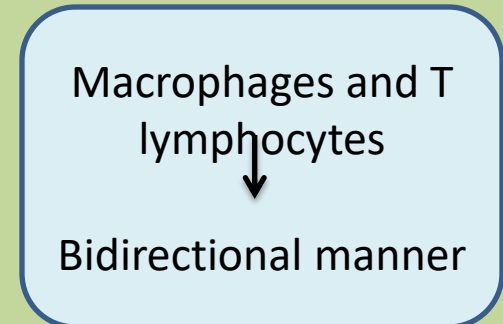 Macrophages and T
lymphocytes
Bidirectional manner